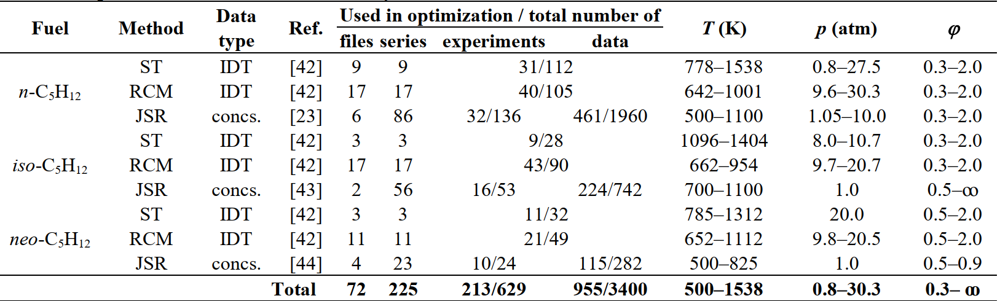 Fuel Method Data type Ref. Used in optimization / total number of T (K) p (atm) φ
files series experiments data
n-C5H12 ST IDT [42] 9 9 31/112 778–1538 0.8–27.5 0.3–2.0
RCM IDT [42] 17 17 40/105 642–1001 9.6–30.3 0.3–2.0
JSR concs. [23] 6 86 32/136 461/1960 500–1100 1.05–10.0 0.3–2.0
iso-C5H12 ST IDT [42] 3 3 9/28 1096–1404 8.0–10.7 0.3–2.0
RCM IDT [42] 17 17 43/90 662–954 9.7–20.7 0.3–2.0
JSR concs. [43] 2 56 16/53 224/742 700–1100 1.0 0.5–∞
neo-C5H12 ST IDT [42] 3 3 11/32 785–1312 20.0 0.5–2.0
RCM IDT [42] 11 11 21/49 652–1112 9.8–20.5 0.5–2.0
JSR concs. [44] 4 23 10/24 115/282 500–825 1.0 0.5–0.9
Total 72 225 213/629 955/3400 500–1538 0.8–30.3 0.3– ∞